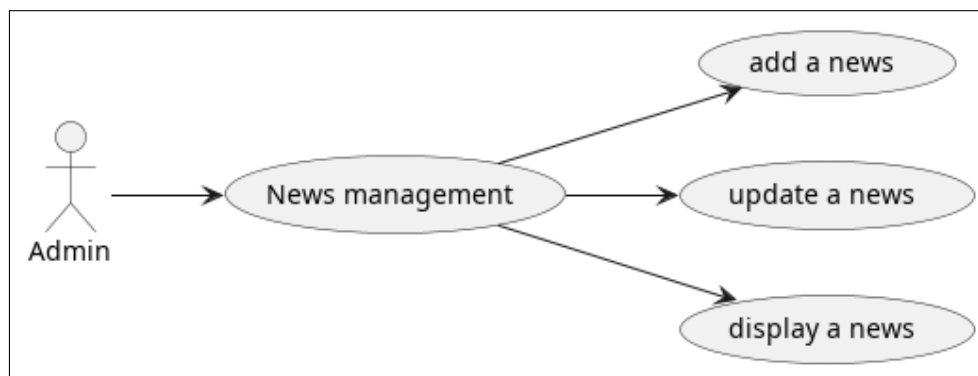 add a news
News management
update a news
Admin
display a news